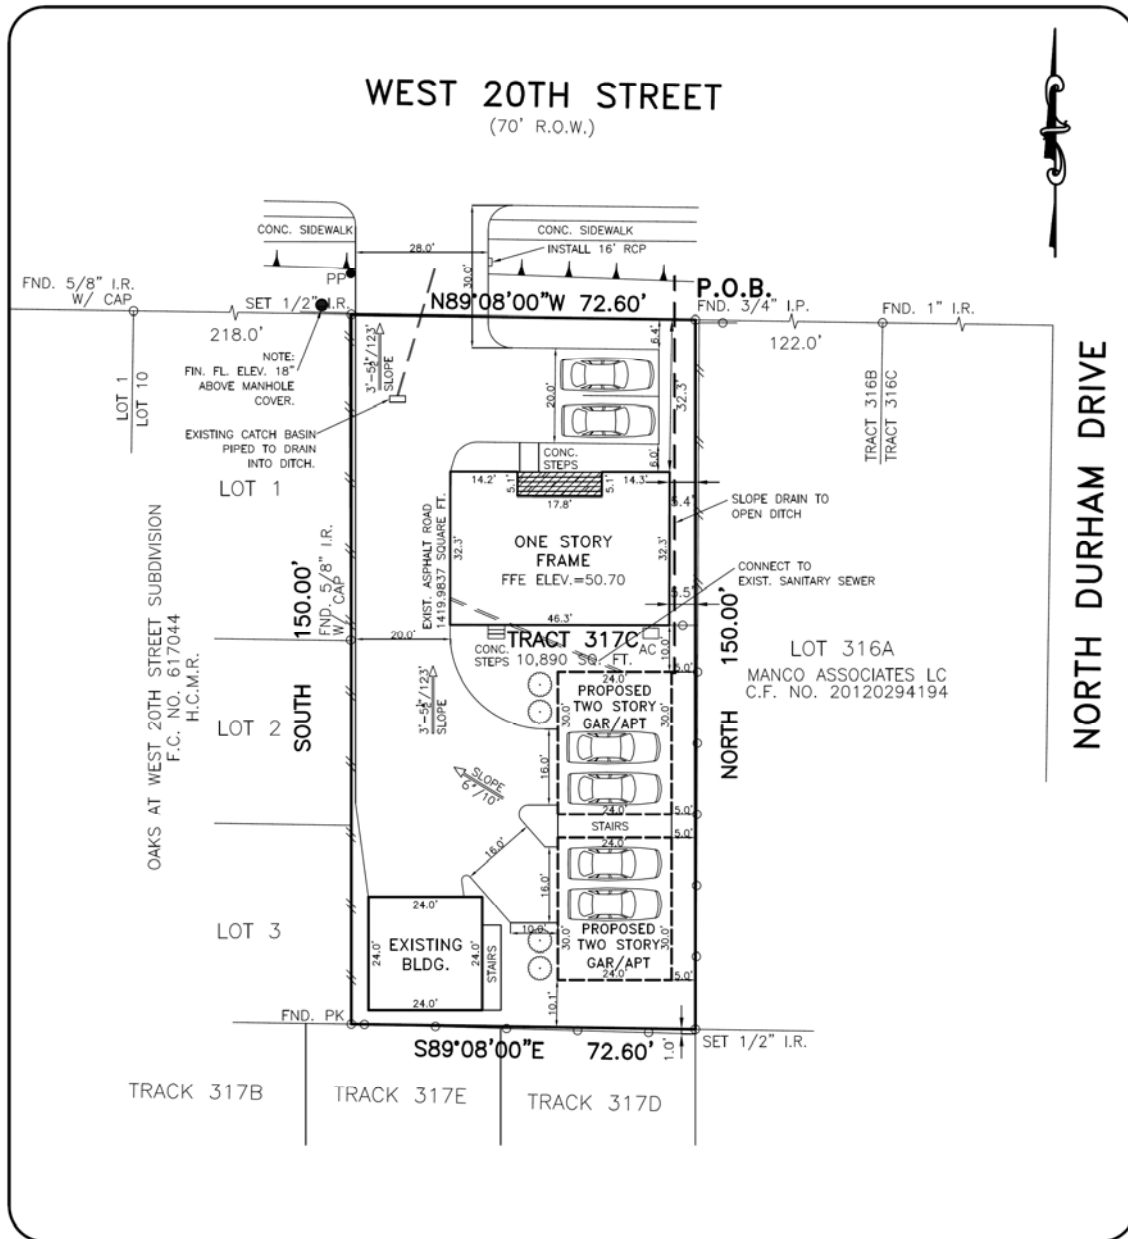 WEST 20TH STREET
(70' R.O.W.)
CONC. SIDEWALK
CONC. SIDEWALK
28.0'
30.0'
INSTALL 16' RCP
PP
FND. 5/8" I.R.
W/ CAP
SET 1/2" I.R.
N89°08'00"W 72.60'
P.O.B.
FND. 3/4" I.P.
FND. 1" I.R.
218.0'
122.0'
NOTE:
FIN. FL. ELEV. 18"
ABOVE MANHOLE
COVER.
SLOPE
6.4'
32.3'
20.0'
LOT 1
LOT 10
TRACT 316B
TRACT 316C
EXISTING CATCH BASIN
PIPED TO DRAIN
INTO DITCH.
CONC.
STEPS
6.0'
LOT 1
14.2'
5.1'
17.8'
5.1'
14.3'
5.4'
SLOPE DRAIN TO
OPEN DITCH
EXIST. ASPHALT ROAD
1419.9837 SQUARE FT.
32.3'
ONE STORY
FRAME
FFE ELEV.=50.70
32.3'
CONNECT TO
EXIST. SANITARY SEWER
OAKS AT WEST 20TH STREET SUBDIVISION
F.C. NO. 617044
H.C.M.R.
SOUTH 150.00'
FND. 5/8" I.R.
W/ CAP
NORTH 150.00'
NORTH DURHAM DRIVE
46.3'
5.5'
20.0'
TRACT 317C
10,890 SQ. FT.
CONC.
STEPS
AC
10.0'
5.0'
LOT 316A
MANCO ASSOCIATES LC
C.F. NO. 20120294194
LOT 2
SLOPE
24.0'
PROPOSED
TWO STORY
GAR/APT
30.0'
30.0'
16.0'
SLOPE
6"/10'
24.0'
5.0'
STAIRS
5.0'
24.0'
16.0'
16.0'
10.0'
30.0'
30.0'
PROPOSED
TWO STORY
GAR/APT
24.0'
5.0'
LOT 3
24.0'
24.0'
EXISTING
BLDG.
24.0'
24.0'
STAIRS
10.1'
FND. PK
S89°08'00"E 72.60'
1.0'
SET 1/2" I.R.
TRACK 317B
TRACK 317E
TRACK 317D